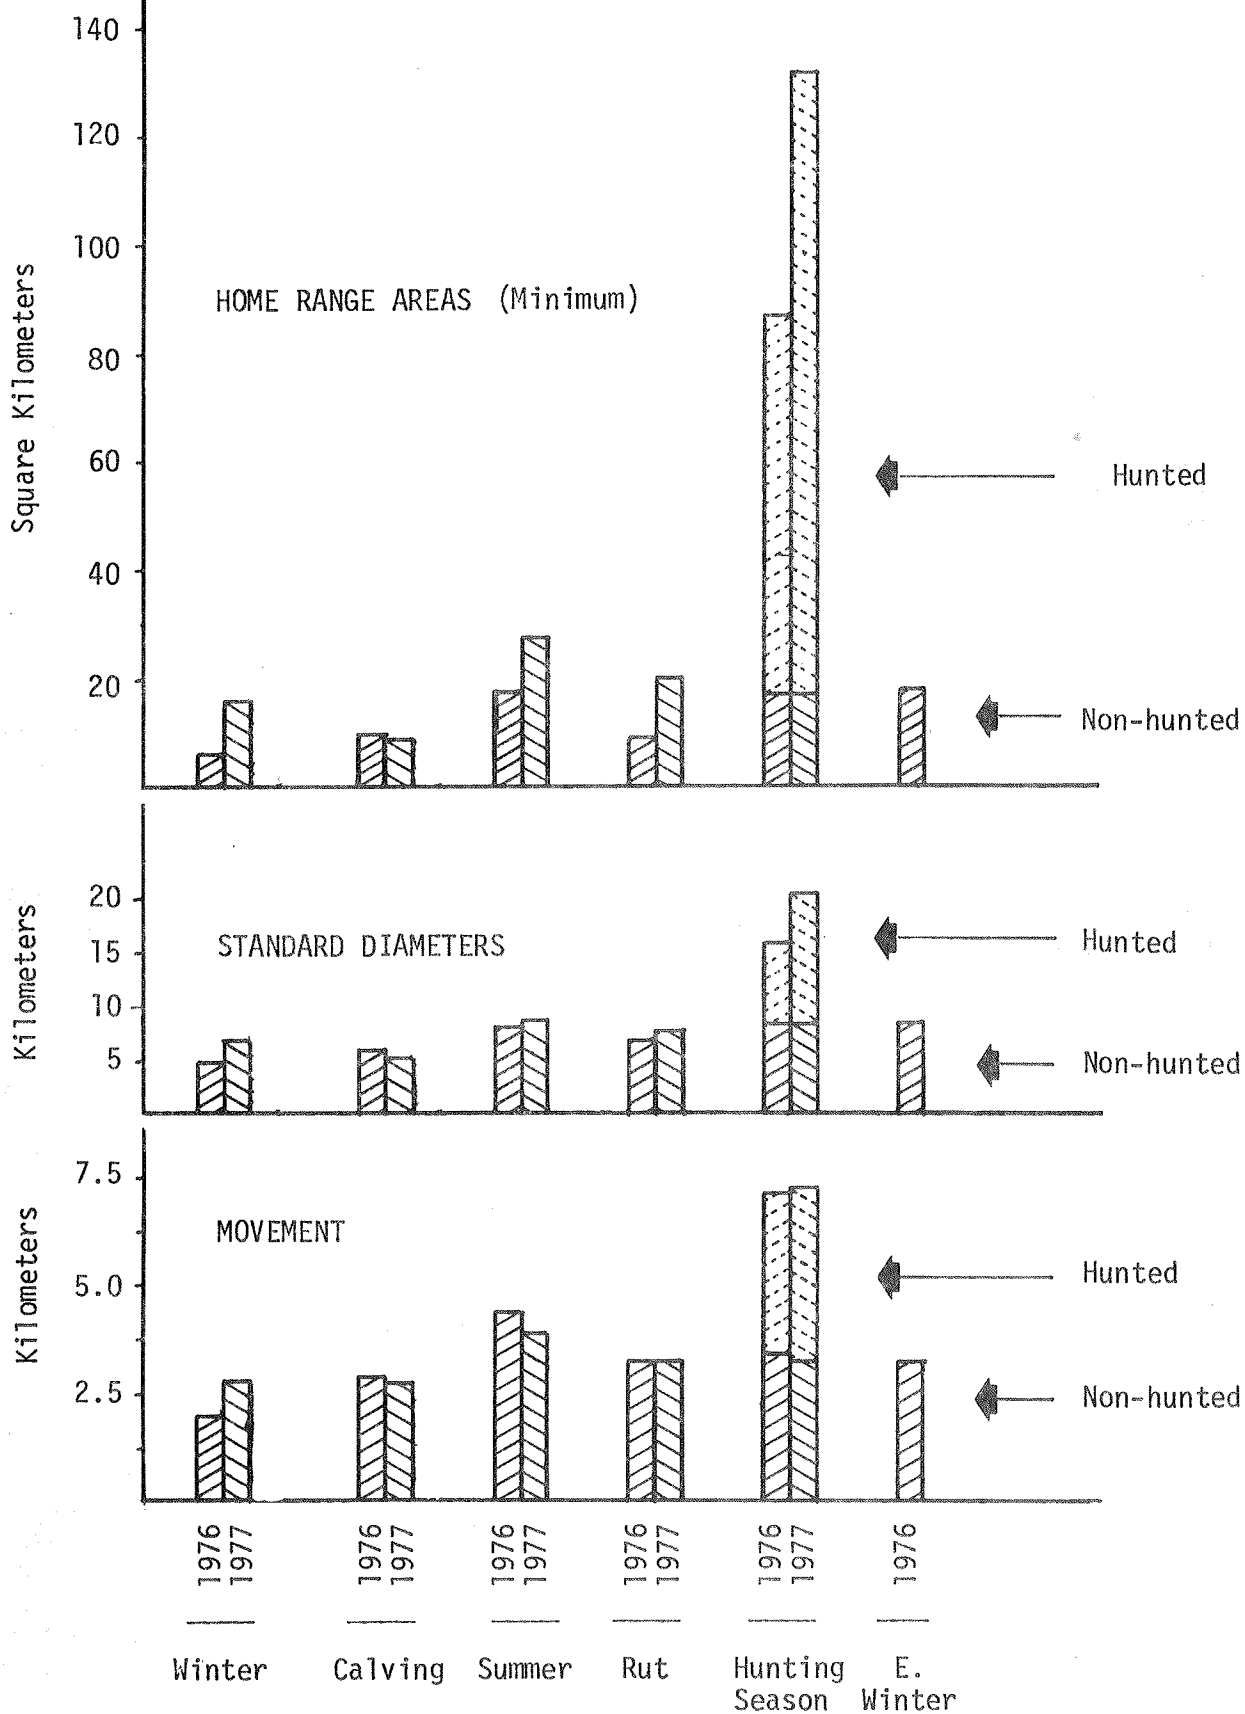 140
120
100
80
60
40
20
Square Kilometers
HOME RANGE AREAS (Minimum)
Hunted
Non-hunted
20
15
10
5
Kilometers
STANDARD DIAMETERS
Hunted
Non-hunted
7.5
5.0
2.5
Kilometers
MOVEMENT
Hunted
Non-hunted
1976
1977
1976
1977
1976
1977
1976
1977
1976
1977
1976
Winter
Calving
Summer
Rut
Hunting
Season
E.
Winter